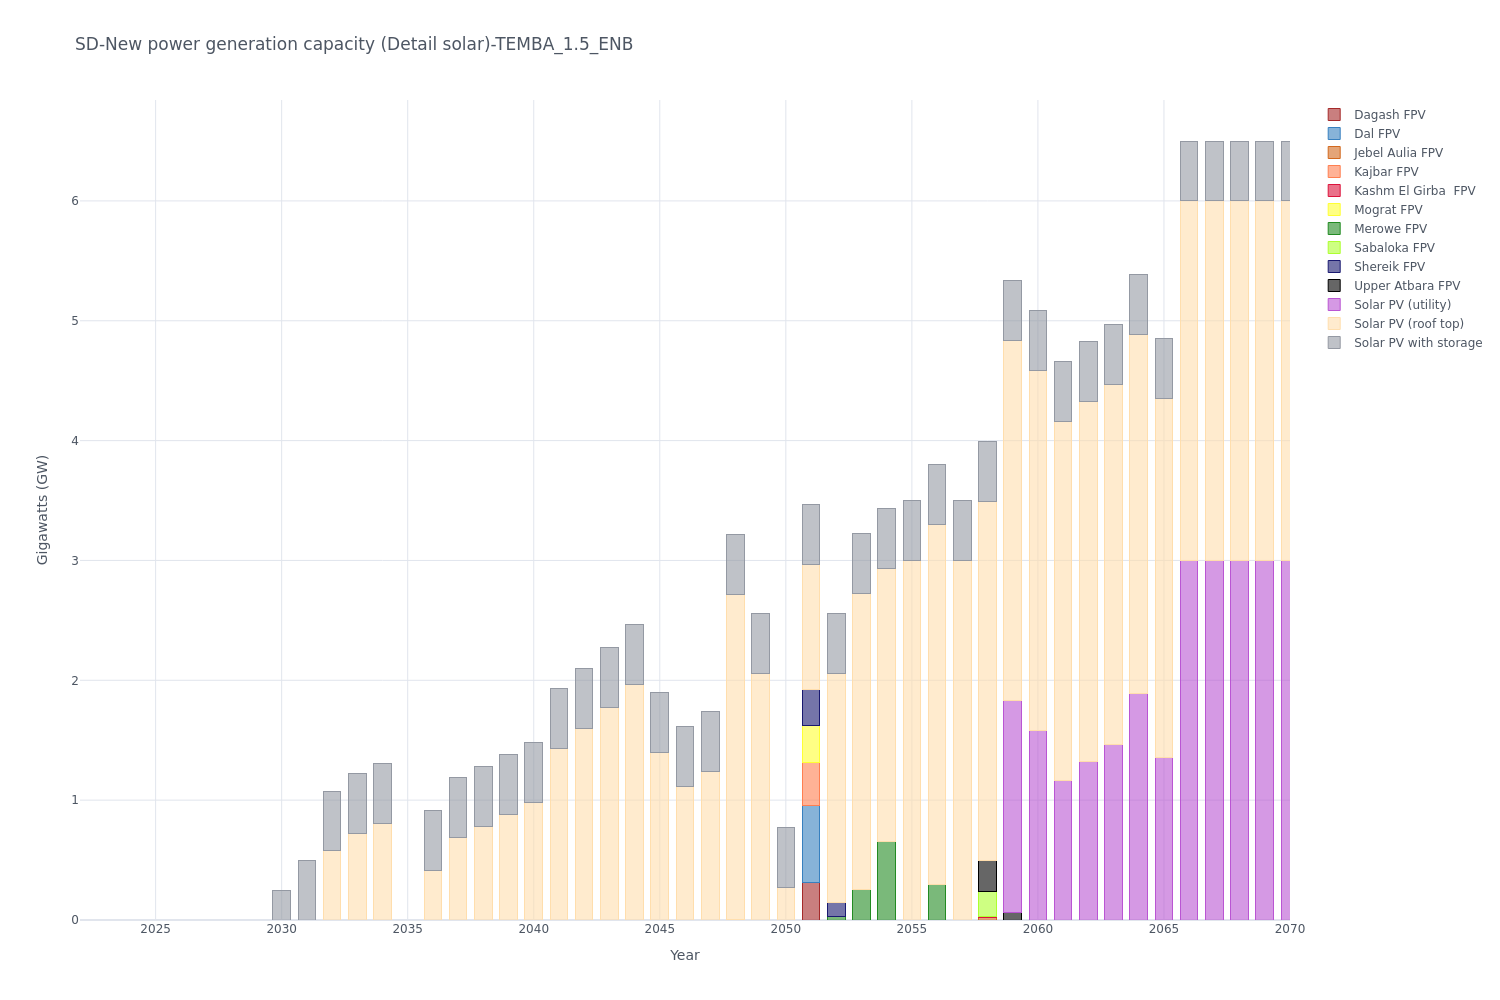 SD-New power generation capacity (Detail solar)-TEMBA_1.5_ENB
Dagash FPV
Dal FPV
Jebel Aulia FPV
Kajbar FPV
Kashm El Girba  FPV
Mograt FPV
Merowe FPV
Sabaloka FPV
Shereik FPV
Upper Atbara FPV
Solar PV (utility)
Solar PV (roof top)
Solar PV with storage
Gigawatts (GW)
6
5
4
3
2
1
0
2025 2030 2035 2040 2045 2050 2055 2060 2065 2070
Year